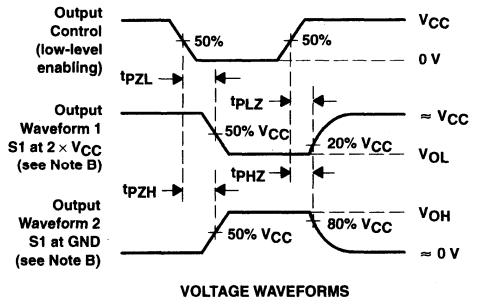 Output
Control
(low-level
enabling)
50%
50%
VCC
0 V
tPZL
tPLZ
Output
Waveform 1
S1 at 2 × VCC
(see Note B)
50% VCC
20% VCC
≈ VCC
VOL
tPZH
tPHZ
Output
Waveform 2
S1 at GND
(see Note B)
50% VCC
80% VCC
VOH
≈ 0 V
VOLTAGE WAVEFORMS